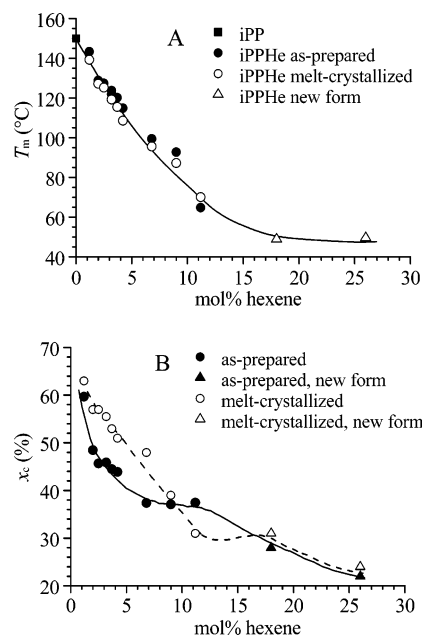 160
140
120
100
80
60
40
T_m (°C)
A
■ iPP
● iPPHe as-prepared
○ iPPHe melt-crystallized
△ iPPHe new form
0 5 10 15 20 25 30
mol% hexene
70
60
50
40
30
20
x_c (%)
B
● as-prepared
▲ as-prepared, new form
○ melt-crystallized
△ melt-crystallized, new form
0 5 10 15 20 25 30
mol% hexene